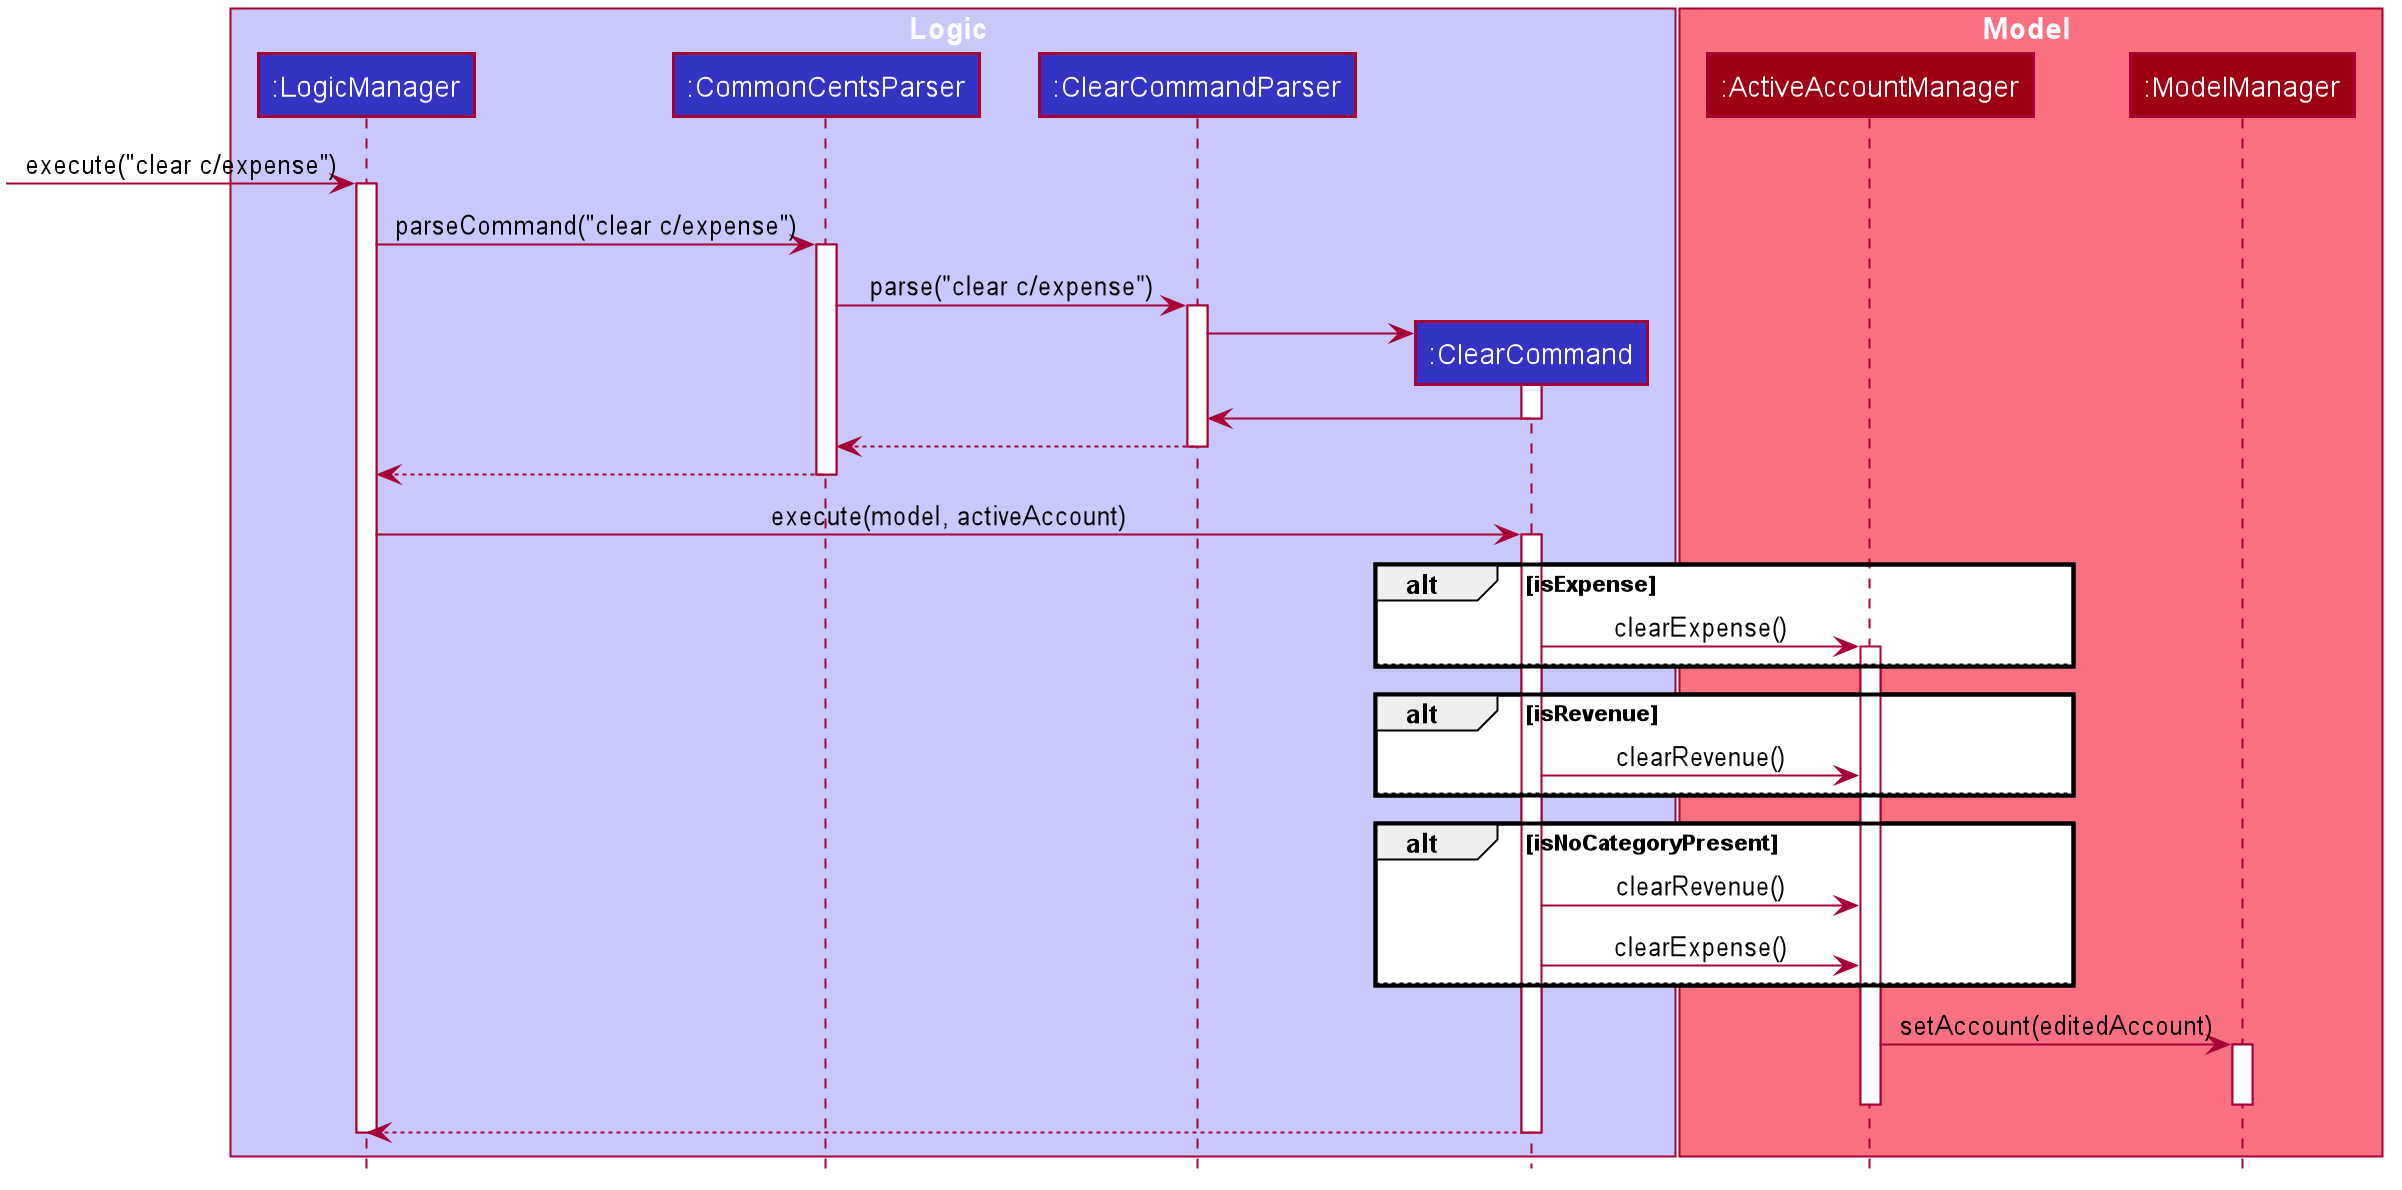 Logic
Model
:LogicManager
:CommonCentsParser
:ClearCommandParser
:ActiveAccountManager
:ModelManager
execute("clear c/expense")
parseCommand("clear c/expense")
parse("clear c/expense")
:ClearCommand
execute(model, activeAccount)
alt [isExpense]
clearExpense()
alt [isRevenue]
clearRevenue()
alt [isNoCategoryPresent]
clearRevenue()
clearExpense()
setAccount(editedAccount)